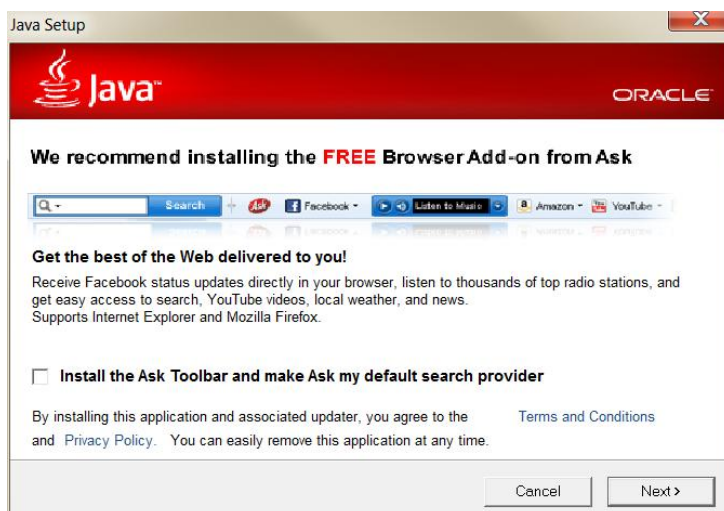 Java Setup
Java™
ORACLE
We recommend installing the FREE Browser Add-on from Ask
Search Ask Facebook Listen to Music Amazon YouTube
Get the best of the Web delivered to you!
Receive Facebook status updates directly in your browser, listen to thousands of top radio stations, and
get easy access to search, YouTube videos, local weather, and news.
Supports Internet Explorer and Mozilla Firefox.
Install the Ask Toolbar and make Ask my default search provider
By installing this application and associated updater, you agree to the Terms and Conditions
and Privacy Policy. You can easily remove this application at any time.
Cancel Next >